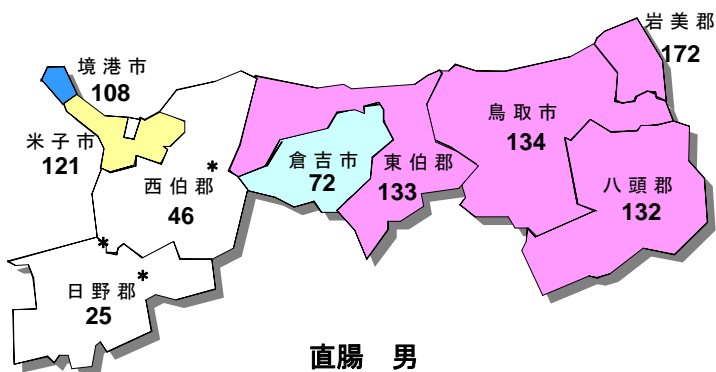 岩美郡
172
境港市
108
鳥取市
134
米子市
121
倉吉市
72
東伯郡
133
*
西伯郡
46
八頭郡
132
*
*
日野郡
25
直腸 男